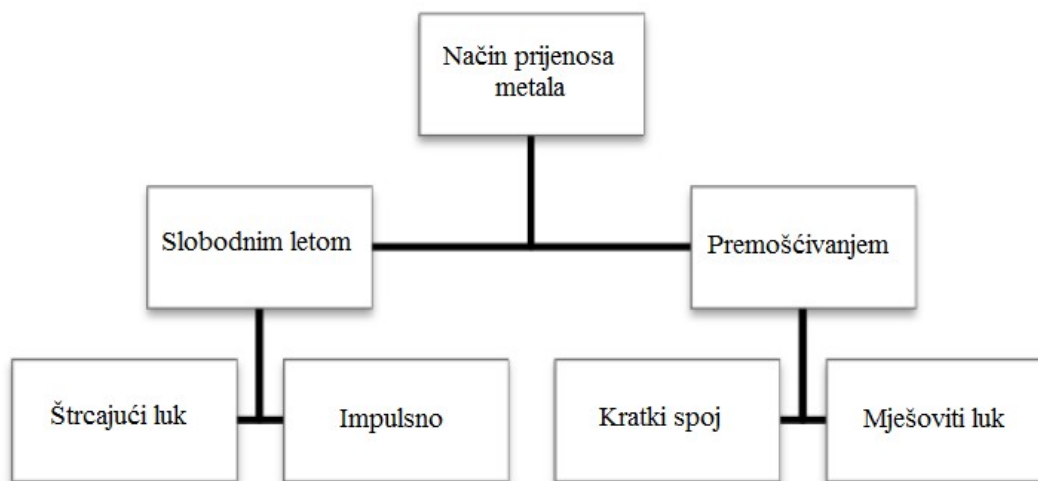 Način prijenosa
metala
Slobodnim letom
Premošćivanjem
Štrcajući luk
Impulsno
Kratki spoj
Mješoviti luk